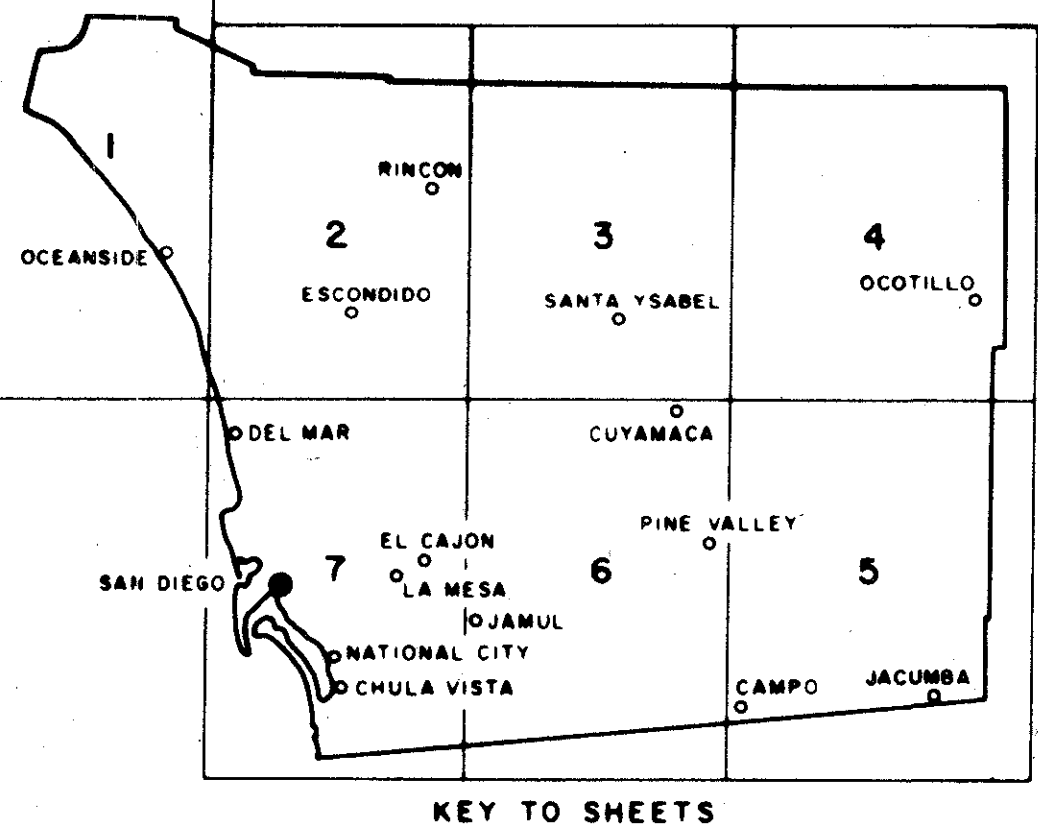 1
RINCON
2
3
4
OCEANSIDE
OCOTILLO
ESCONDIDO
SANTA YSABEL
DEL MAR
CUYAMACA
PINE VALLEY
EL CAJON
SAN DIEGO
7
6
5
LA MESA
JAMUL
NATIONAL CITY
CHULA VISTA
CAMPO
JACUMBA
KEY TO SHEETS